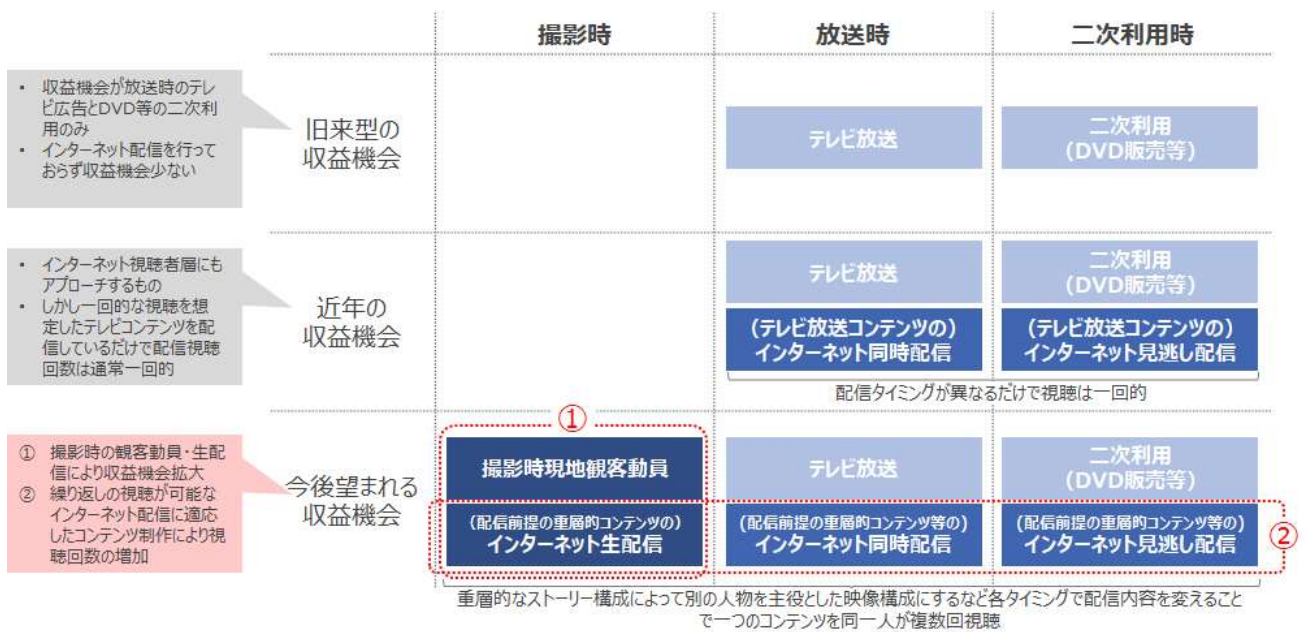 撮影時
放送時
二次利用時
• 収益機会が放送時のテレ
ビ広告とDVD等の二次利
用のみ
• インターネット配信を行って
おらず収益機会少ない
旧来型の
収益機会
テレビ放送
二次利用
(DVD販売等)
• インターネット視聴者層にも
アプローチするもの
• しかし一回的な視聴を想
定したテレビコンテンツを配
信しているだけで配信視聴
回数は通常一回的
近年の
収益機会
テレビ放送
二次利用
(DVD販売等)
(テレビ放送コンテンツの)
インターネット同時配信
(テレビ放送コンテンツの)
インターネット見逃し配信
配信タイミングが異なるだけで視聴は一回的
①
① 撮影時の観客動員・生配
信により収益機会拡大
② 繰り返しの視聴が可能な
インターネット配信に適応
したコンテンツ制作により視
聴回数の増加
今後望まれる
収益機会
撮影時現地観客動員
テレビ放送
二次利用
(DVD販売等)
(配信前提の重層的コンテンツの)
インターネット生配信
(配信前提の重層的コンテンツ等の)
インターネット同時配信
(配信前提の重層的コンテンツ等の)
インターネット見逃し配信
②
重層的なストーリー構成によって別の人物を主役とした映像構成にするなど各タイミングで配信内容を変えること
で一つのコンテンツを同一人が複数回視聴